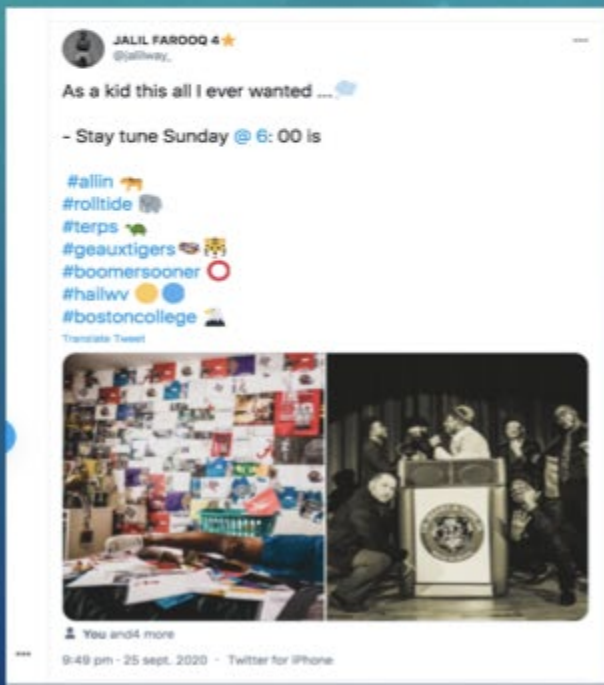 JALIL FAROOQ 4
@jalilway_
As a kid this all I ever wanted ...
- Stay tune Sunday @ 6: 00 is
#allin
#rolltide
#terps
#geauxtigers
#boomersooner
#hailwv
#bostoncollege
Translate Tweet
You and4 more
9:49 pm · 25 sept. 2020 · Twitter for iPhone